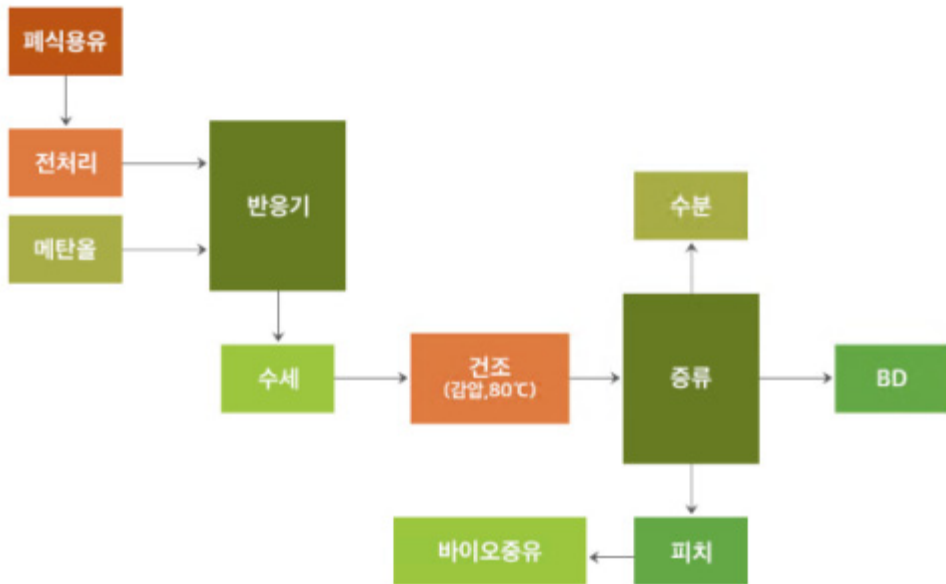 폐식용유
전처리
메탄올
반응기
수세
건조
(감압,80℃)
수분
증류
BD
바이오중유
피치